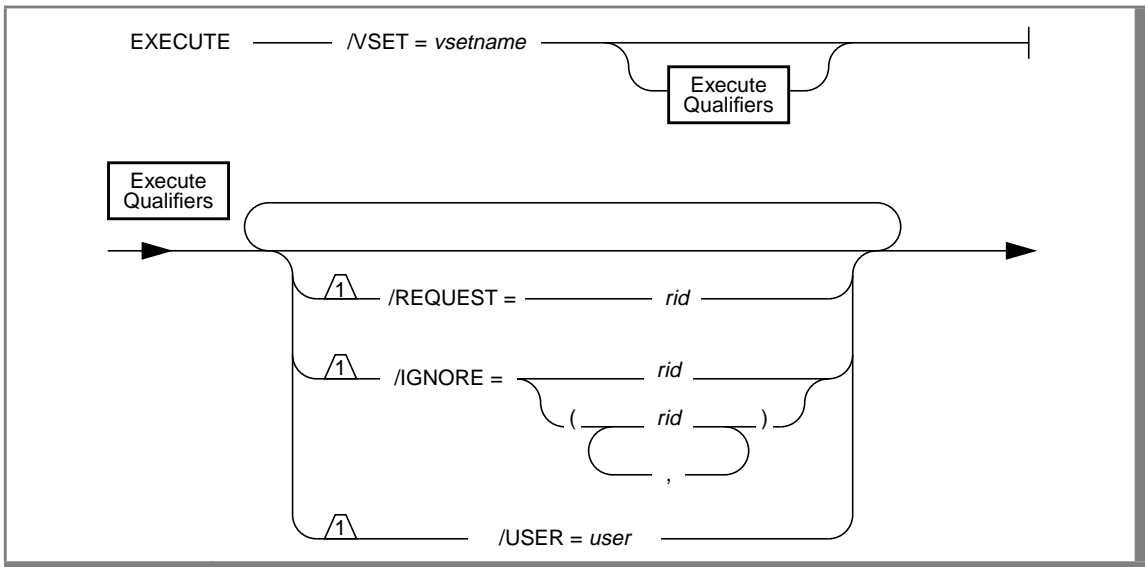 EXECUTE /VSET = vsetname
Execute
Qualifiers
Execute
Qualifiers
1 /REQUEST = rid
1 /IGNORE = rid
( rid )
,
1 /USER = user